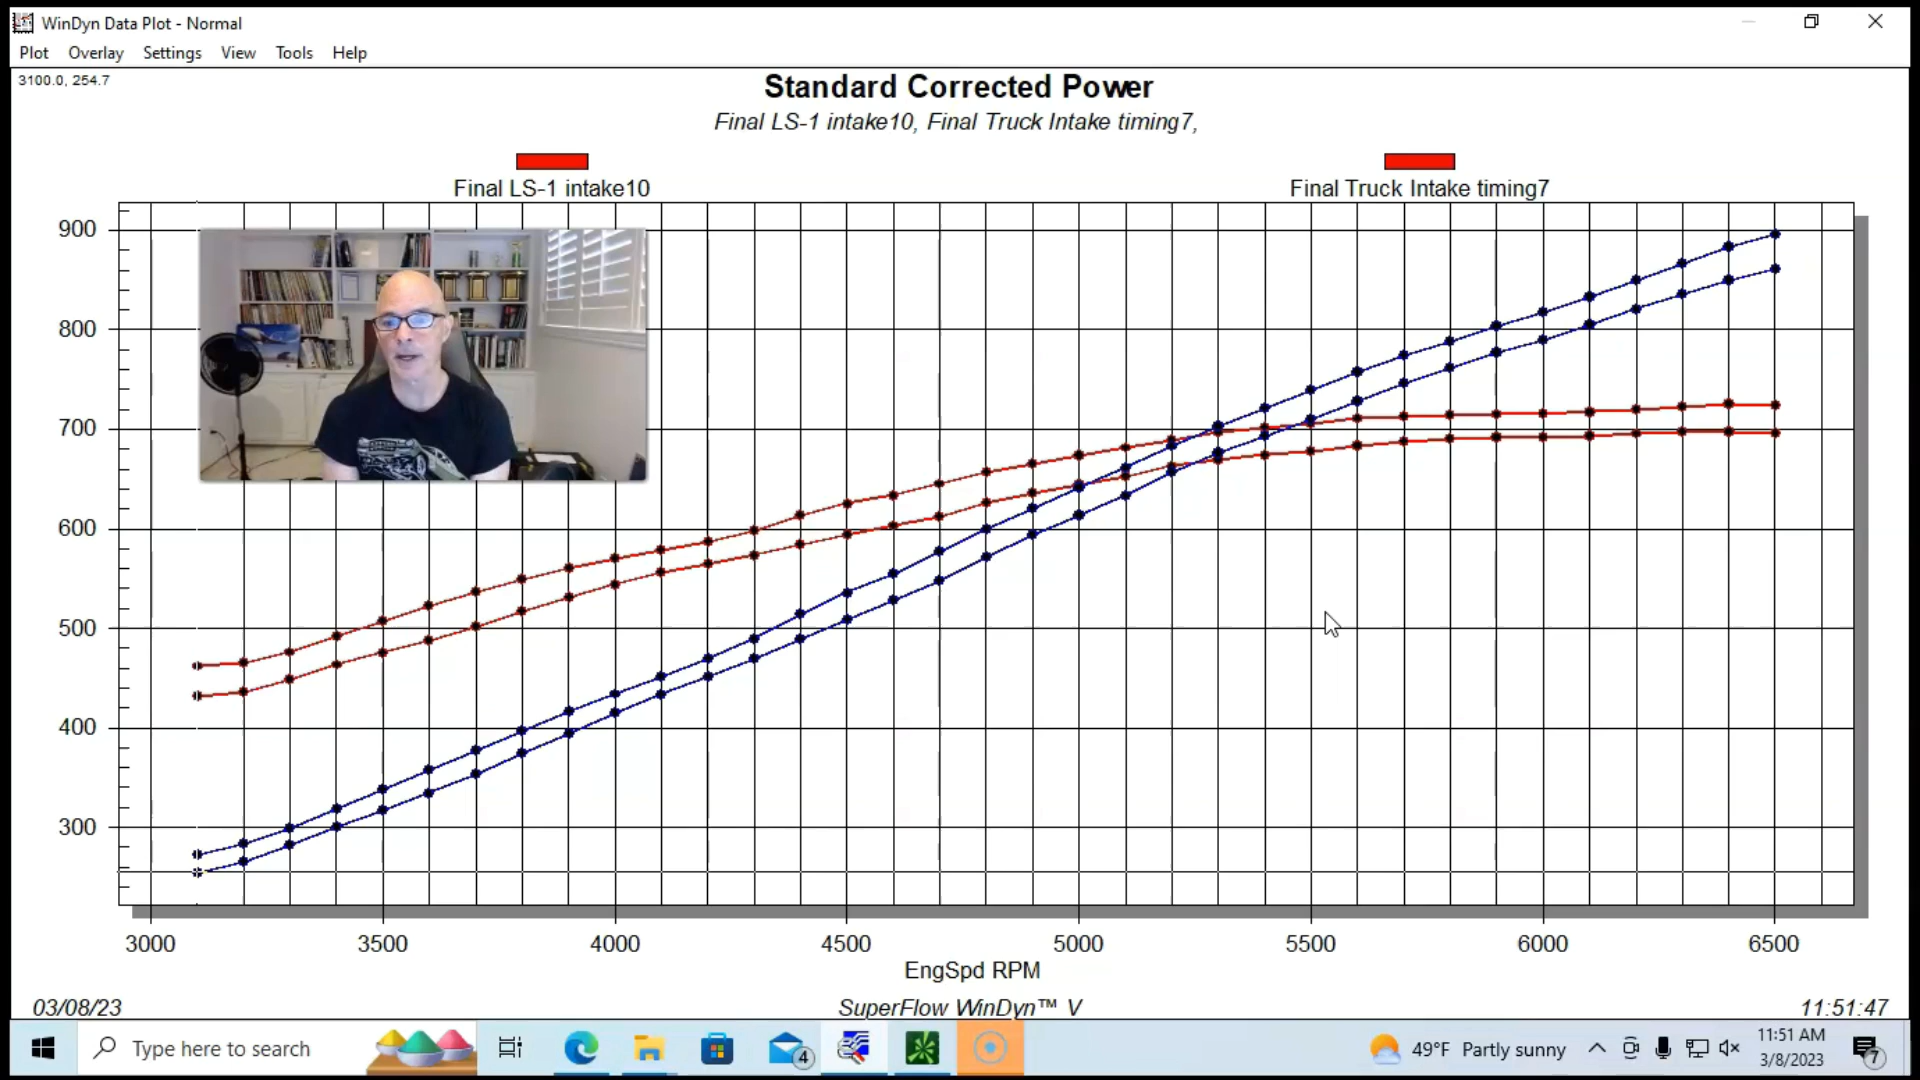 WinDyn Data Plot - Normal
Plot Overlay Settings View Tools Help
3100.0, 254.7
Standard Corrected Power
Final LS-1 intake10, Final Truck Intake timing7,
Final LS-1 intake10 Final Truck Intake timing7
900
800
700
600
500
400
300
3000 3500 4000 4500 5000 5500 6000 6500
EngSpd RPM
03/08/23 SuperFlow WinDyn™ V 11:51:47
Type here to search 4 49°F Partly sunny 11:51 AM
3/8/2023 7